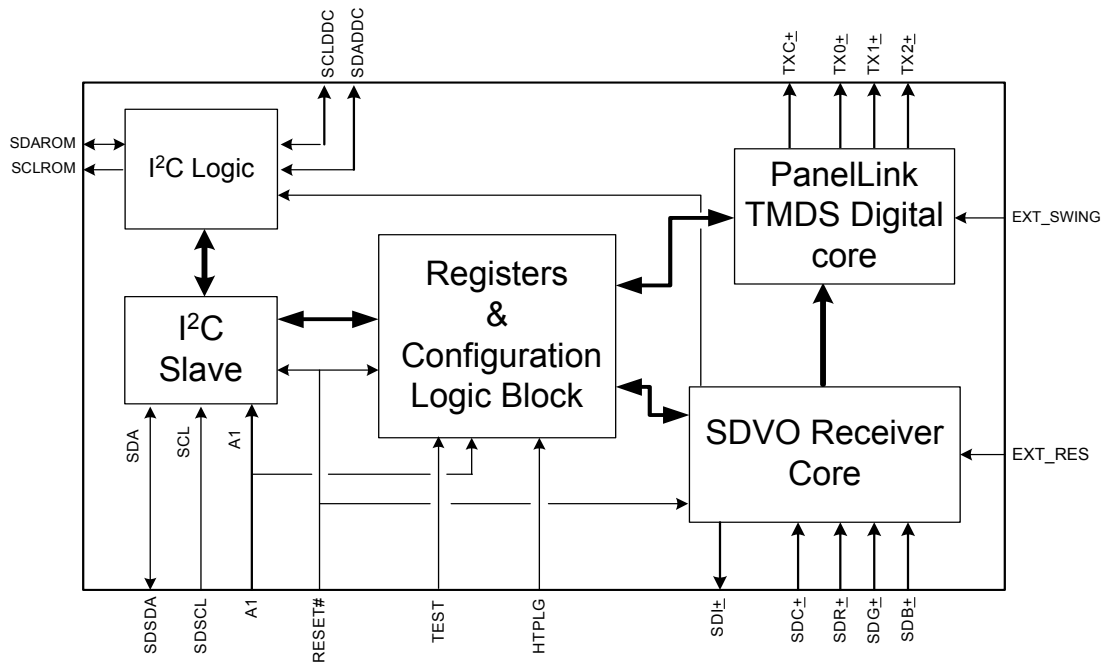 SCLDDC
SDADDC
TXC±
TX0±
TX1±
TX2±
SDAROM
SCLROM
I²C Logic
PanelLink
TMDS Digital
core
EXT_SWING
Registers
&
Configuration
Logic Block
I²C
Slave
SDVO Receiver
Core
EXT_RES
SDA
SCL
A1
SDSDA
SDSCL
A1
RESET#
TEST
HTPLG
SDI±
SDC±
SDR±
SDG±
SDB±